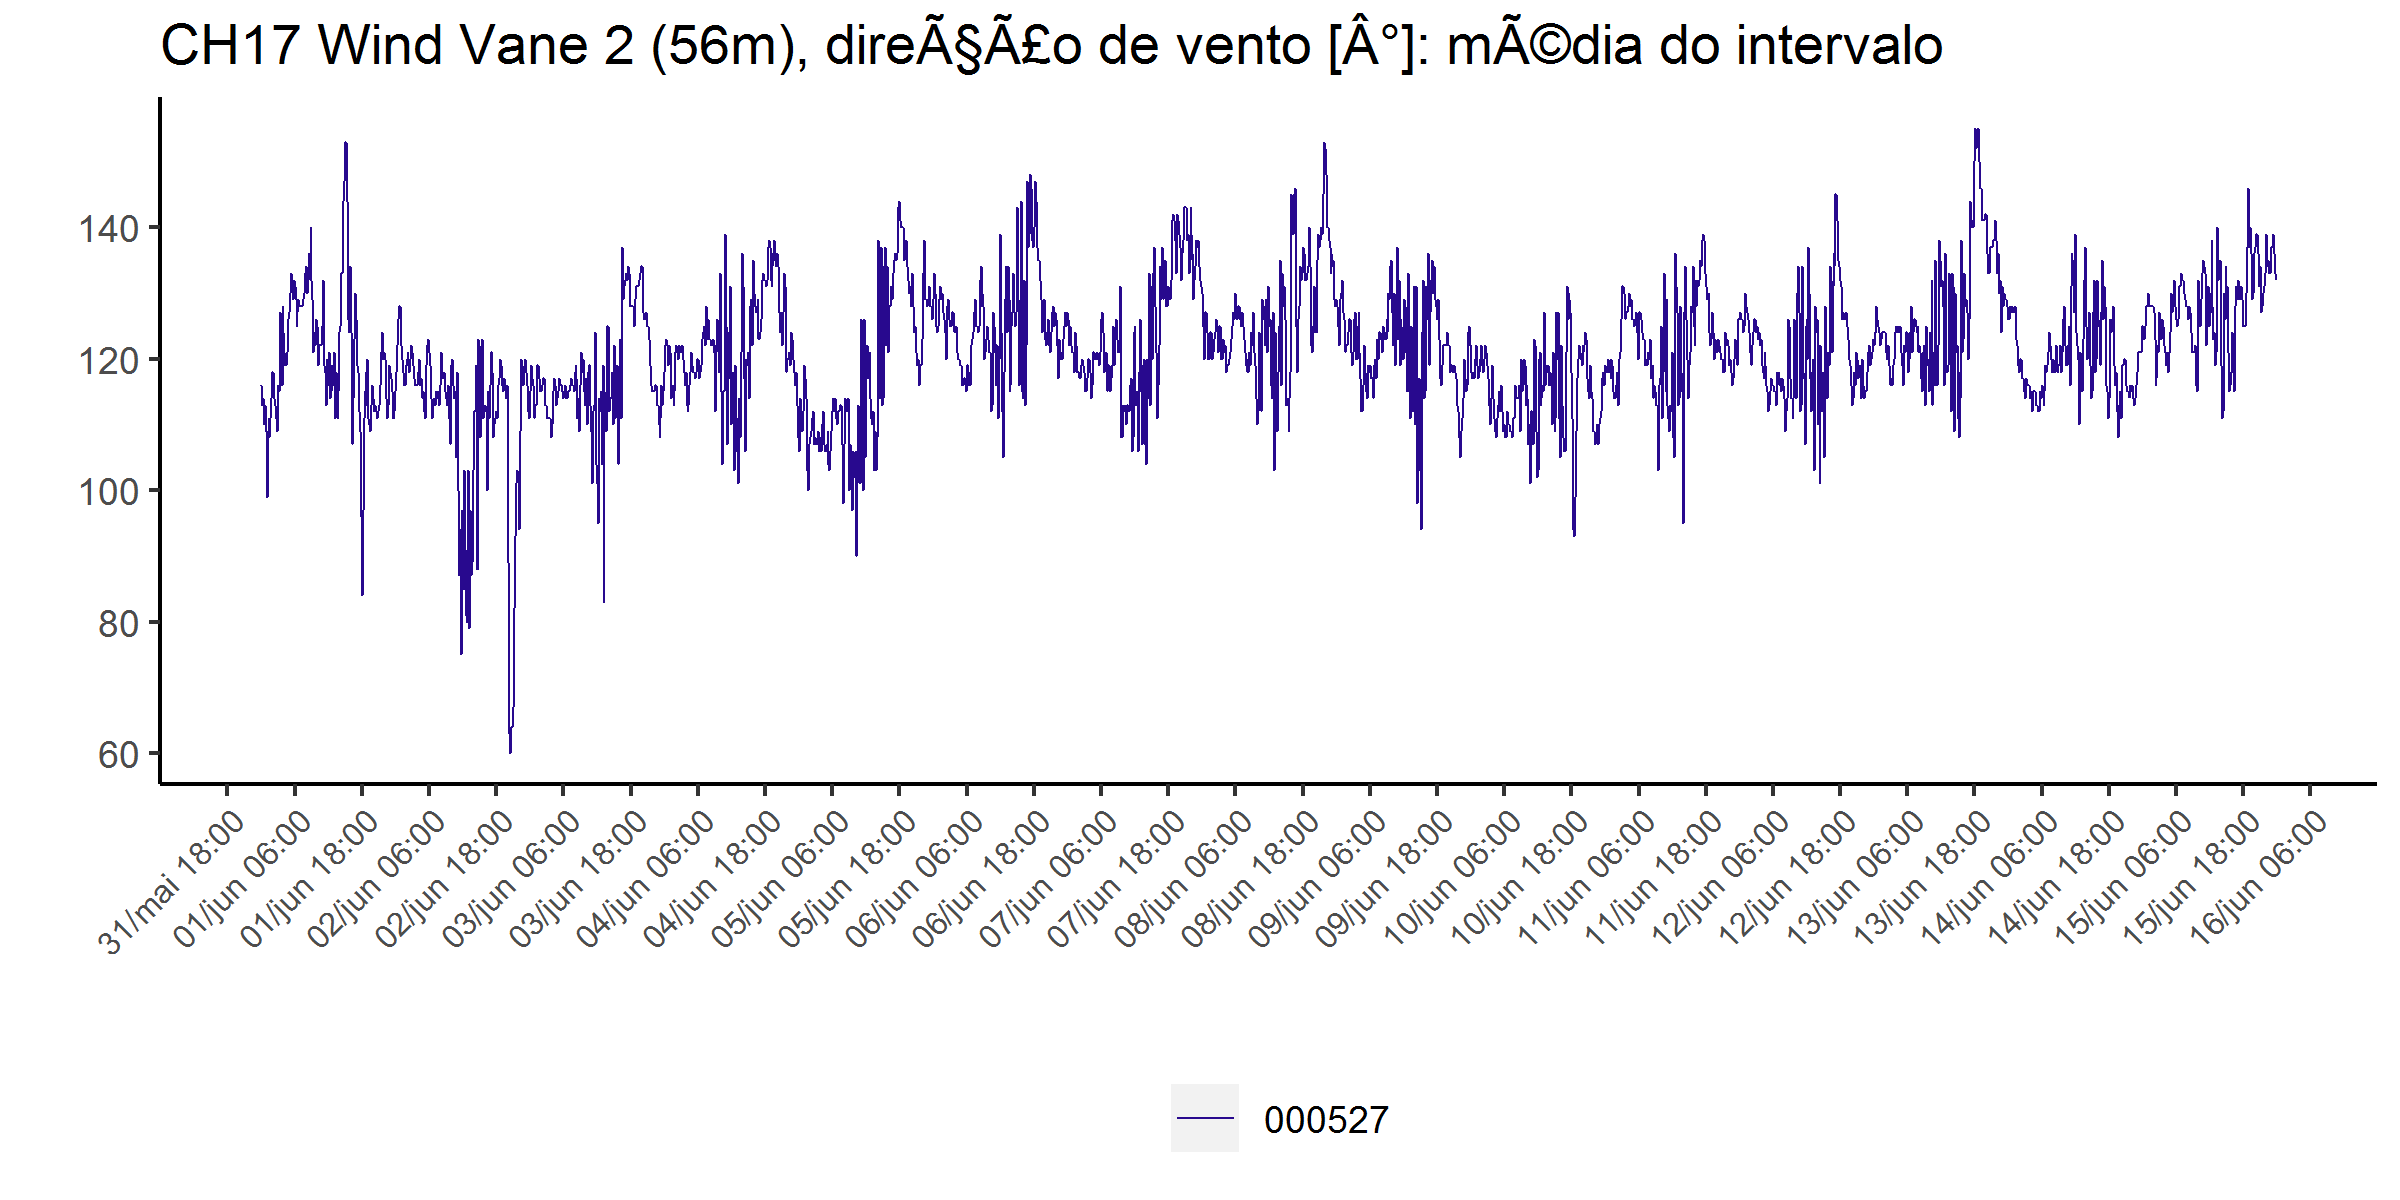 CH17 Wind Vane 2 (56m), direÃ§Ã£o de vento [Â°]: mÃ©dia do intervalo
140
120
100
80
60
31/mai 18:00
01/jun 06:00
01/jun 18:00
02/jun 06:00
02/jun 18:00
03/jun 06:00
03/jun 18:00
04/jun 06:00
04/jun 18:00
05/jun 06:00
05/jun 18:00
06/jun 06:00
06/jun 18:00
07/jun 06:00
07/jun 18:00
08/jun 06:00
08/jun 18:00
09/jun 06:00
09/jun 18:00
10/jun 06:00
10/jun 18:00
11/jun 06:00
11/jun 18:00
12/jun 06:00
12/jun 18:00
13/jun 06:00
13/jun 18:00
14/jun 06:00
14/jun 18:00
15/jun 06:00
15/jun 18:00
16/jun 06:00
000527